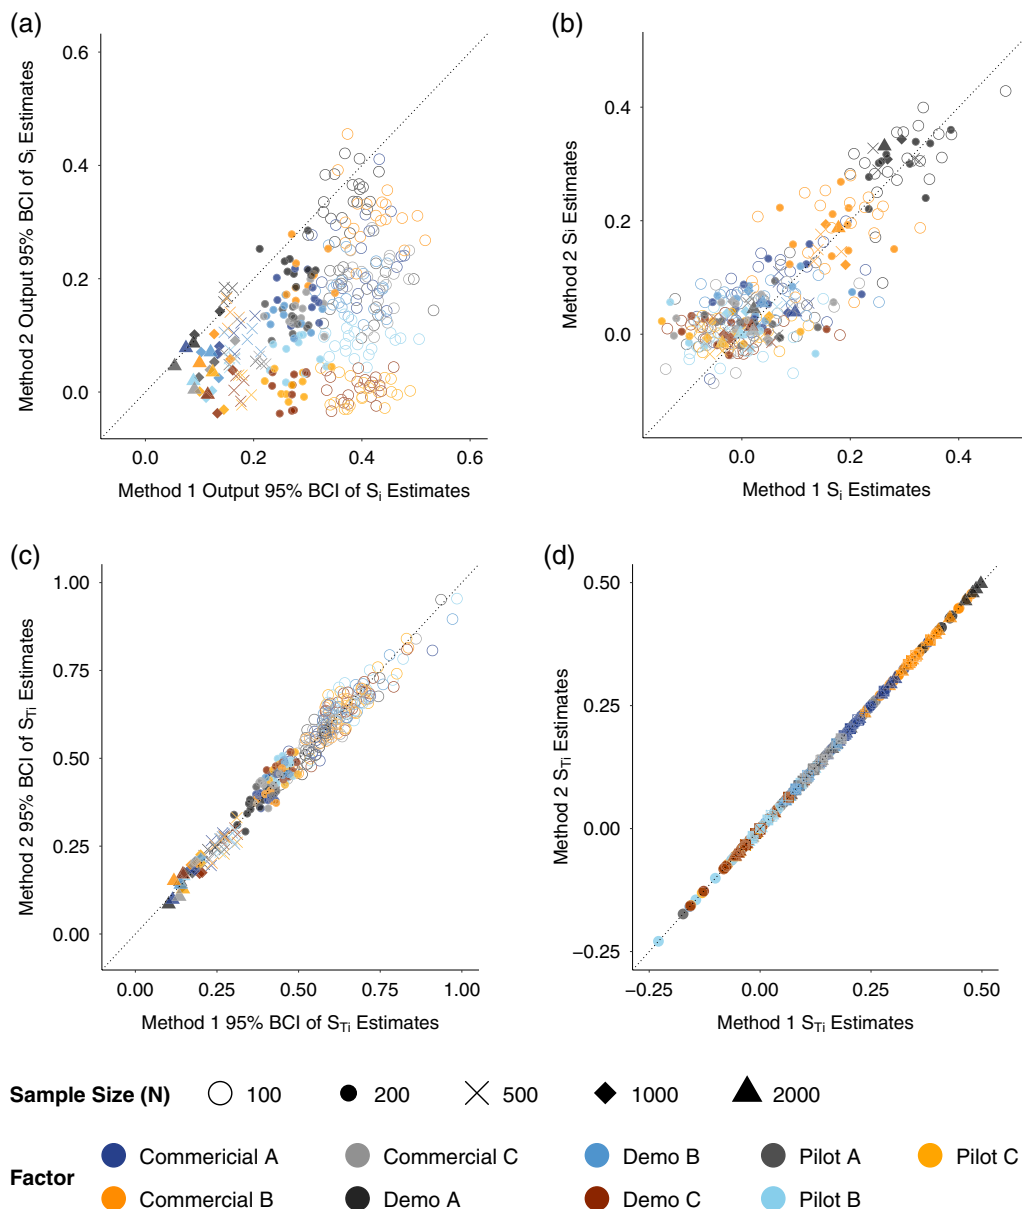 (a)
0.6
0.4
0.2
0.0
Method 2 Output 95% BCI of Si Estimates
0.0 0.2 0.4 0.6
Method 1 Output 95% BCI of Si Estimates
(b)
0.4
0.2
0.0
Method 2 Si Estimates
0.0 0.2 0.4
Method 1 Si Estimates
(c)
1.00
0.75
0.50
0.25
0.00
Method 2 95% BCI of STi Estimates
0.00 0.25 0.50 0.75 1.00
Method 1 95% BCI of STi Estimates
(d)
0.50
0.25
0.00
−0.25
Method 2 STi Estimates
−0.25 0.00 0.25 0.50
Method 1 STi Estimates
Sample Size (N) 100 200 500 1000 2000
Factor
Commericial A Commercial C Demo B Pilot A Pilot C
Commercial B Demo A Demo C Pilot B